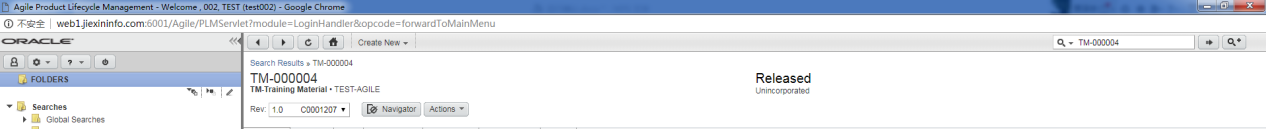 Agile Product Lifecycle Management - Welcome , 002, TEST (test002) - Google Chrome
不安全 | web1.jiexininfo.com:6001/Agile/PLMServlet?module=LoginHandler&opcode=forwardToMainMenu
ORACLE
Create New
TM-000004
FOLDERS
Searches
Global Searches
Search Results » TM-000004
TM-000004
TM-Training Material • TEST-AGILE
Released
Unincorporated
Rev: 1.0 C0001207
Navigator
Actions